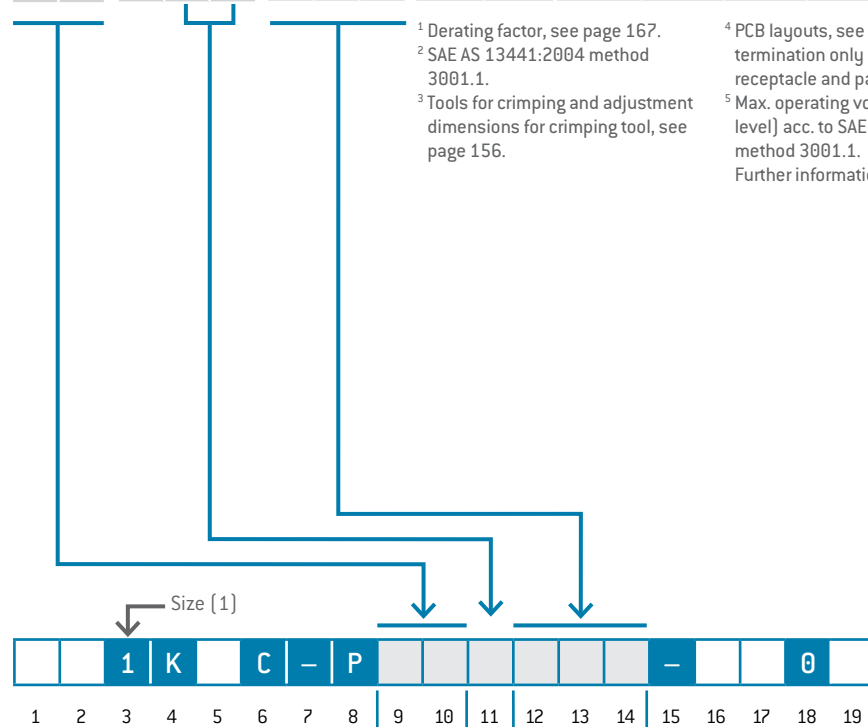 ¹ Derating factor, see page 167.
² SAE AS 13441:2004 method
3001.1.
³ Tools for crimping and adjustment
dimensions for crimping tool, see
page 156.
⁴ PCB layouts, see
termination only
receptacle and
⁵ Max. operating
level) acc. to SAE
method 3001.1.
Further
Size (1)
1 K C – P – 0
1 2 3 4 5 6 7 8 9 10 11 12 13 14 15 16 17 18 19